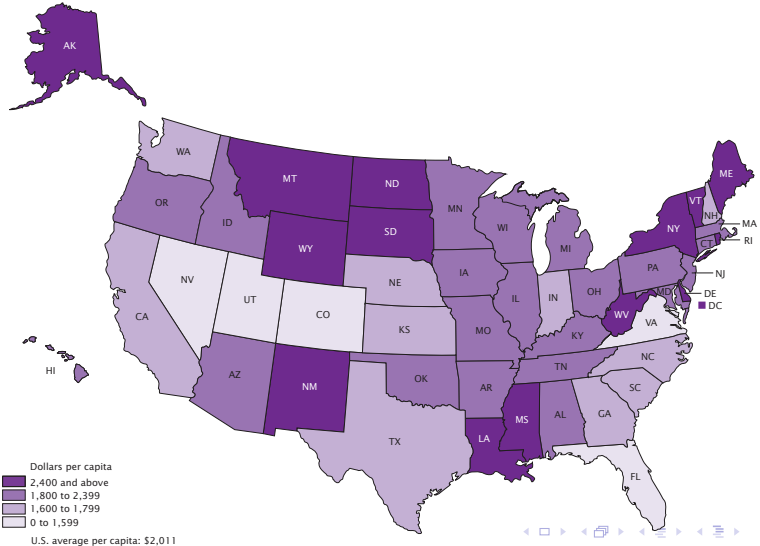 AK
WA
MT
ND
MN
ME
VT
NH
MA
OR
ID
SD
WI
NY
CT
RI
WY
MI
PA
NJ
IA
NE
IL
IN
OH
MD
DE
DC
NV
UT
CO
KS
MO
KY
WV
VA
CA
TN
NC
AZ
NM
OK
AR
SC
HI
MS
AL
GA
TX
LA
FL
Dollars per capita
2,400 and above
1,800 to 2,399
1,600 to 1,799
0 to 1,599
U.S. average per capita: $2,011